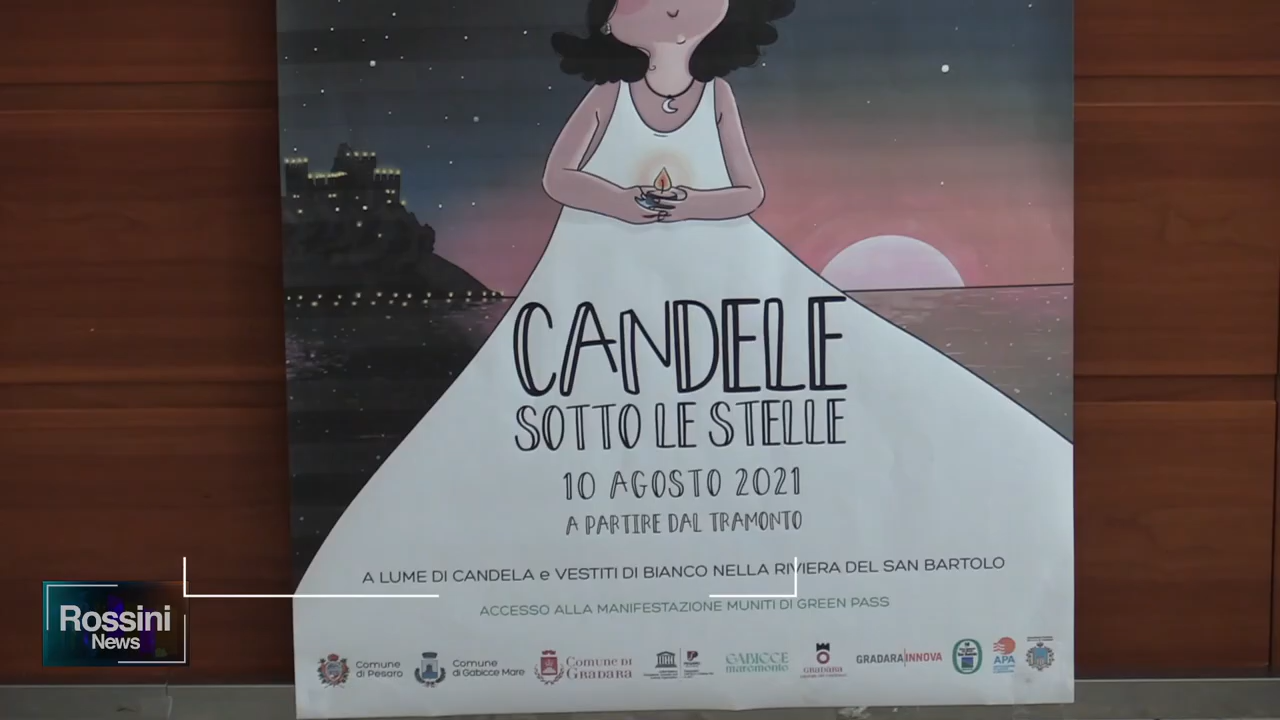 CANDELE
SOTTO LE STELLE
10 AGOSTO 2021
A PARTIRE DAL TRAMONTO
A LUME DI CANDELA e VESTITI DI BIANCO NELLA RIVIERA DEL SAN BARTOLO
ACCESSO ALLA MANIFESTAZIONE MUNITI DI GREEN PASS
Rossini
News
Comune
di Pesaro
Comune
di Gabicce Mare
COMUNE DI
GRADARA
GABICCE
maremonte
GRADARA
GRADARA INNOVA
APA